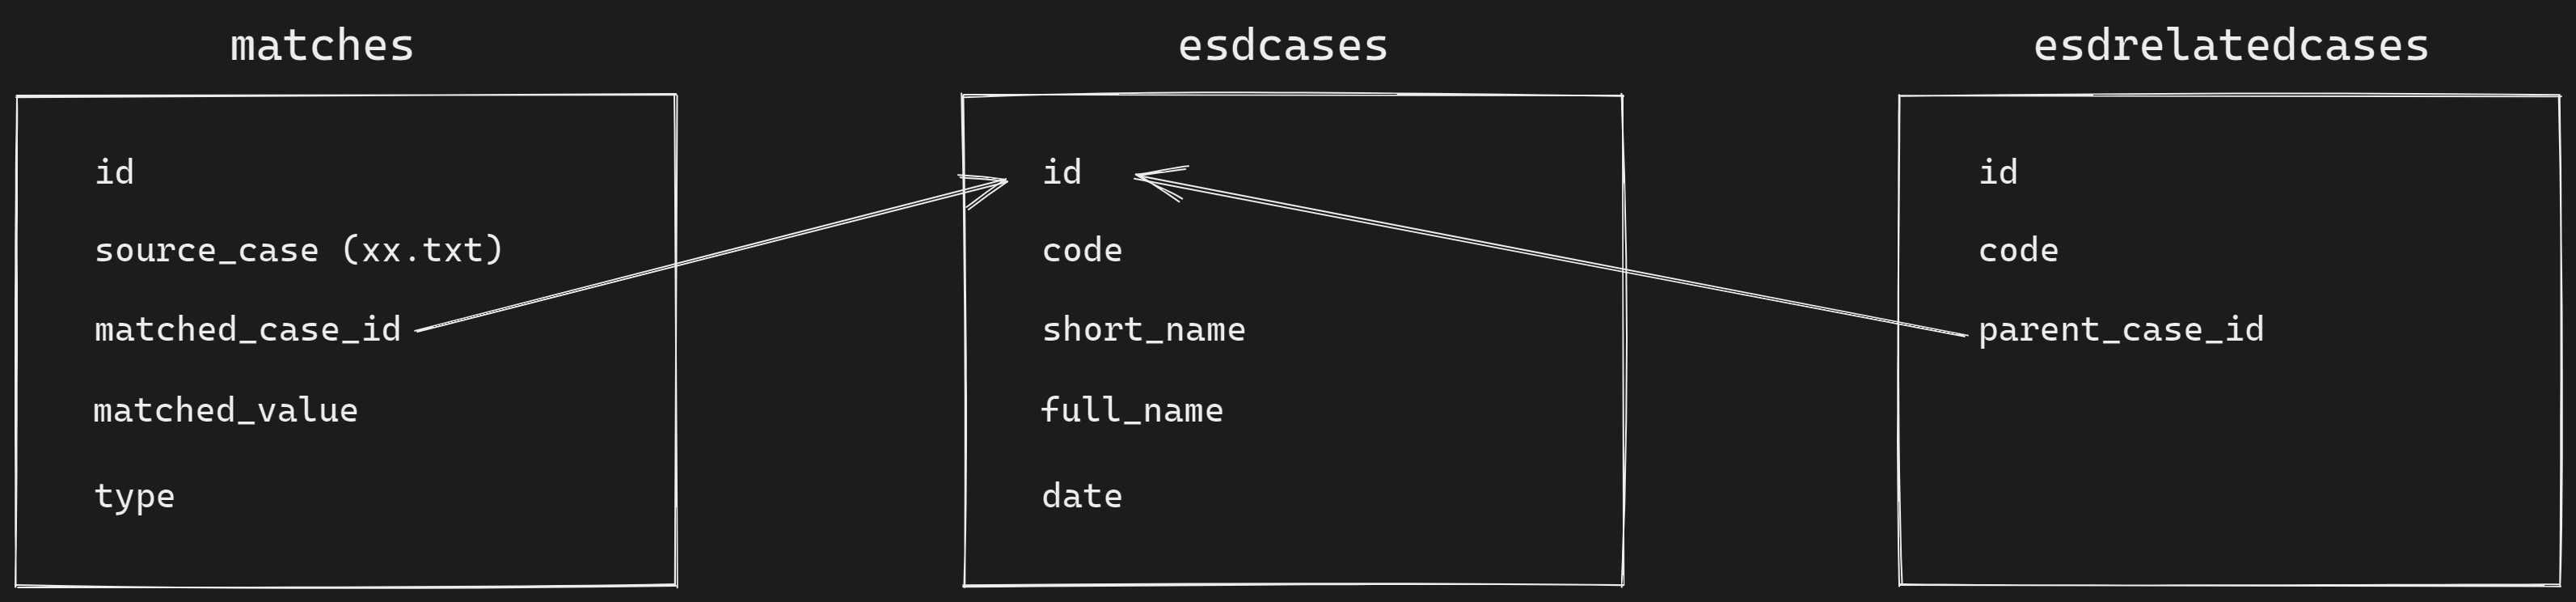 matches
id
source_case (xx.txt)
matched_case_id
matched_value
type
esdcases
id
code
short_name
full_name
date
esdrelatedcases
id
code
parent_case_id